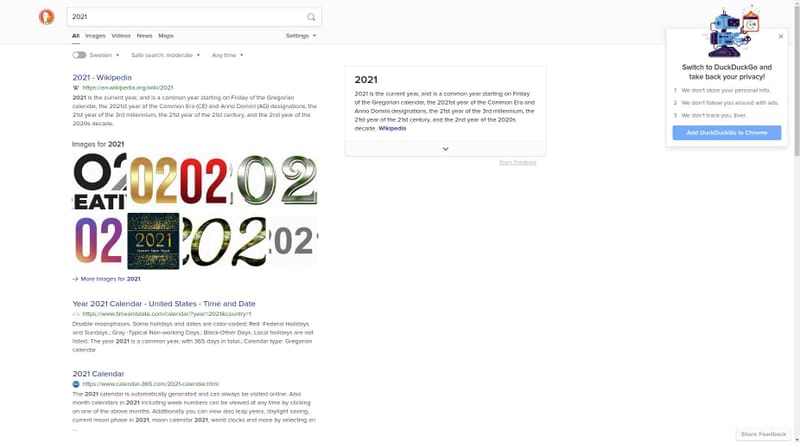 2021
All Images Videos News Maps Settings
Sweden Safe search: moderate Any time
2021 - Wikipedia
https://en.wikipedia.org/wiki/2021
2021 is the current year, and is a common year starting on Friday of the Gregorian
calendar, the 2021st year of the Common Era (CE) and Anno Domini (AD) designations, the
21st year of the 3rd millennium, the 21st year of the 21st century, and the 2nd year of the
2020s decade.
Images for 2021
2021
HAPPY NEW YEAR
More Images for 2021
Year 2021 Calendar - United States - Time and Date
https://www.timeanddate.com/calendar/?year=2021&country=1
Disable moonphases. Some holidays and dates are color-coded: Red -Federal Holidays
and Sundays.; Gray -Typical Non-working Days.; Black-Other Days. Local holidays are not
listed. The year 2021 is a common year, with 365 days in total.; Calendar type: Gregorian
calendar
2021 Calendar
https://www.calendar-365.com/2021-calendar.html
The 2021 calendar is automatically generated and can always be visited online. Also
month calendars in 2021 including week numbers can be viewed at any time by clicking
on one of the above months. Additionally you can view also leap years, daylight saving,
current moon phase in 2021, moon calendar 2021, world clocks and more by selecting an
...
2021
2021 is the current year, and is a common year starting on Friday
of the Gregorian calendar, the 2021st year of the Common Era and
Anno Domini designations, the 21st year of the 3rd millennium,
the 21st year of the 21st century, and the 2nd year of the 2020s
decade. Wikipedia
Share Feedback
Switch to DuckDuckGo and
take back your privacy!
1 We don't store your personal info.
2 We don't follow you around with ads.
3 We don't track you. Ever.
Add DuckDuckGo to Chrome
Share Feedback